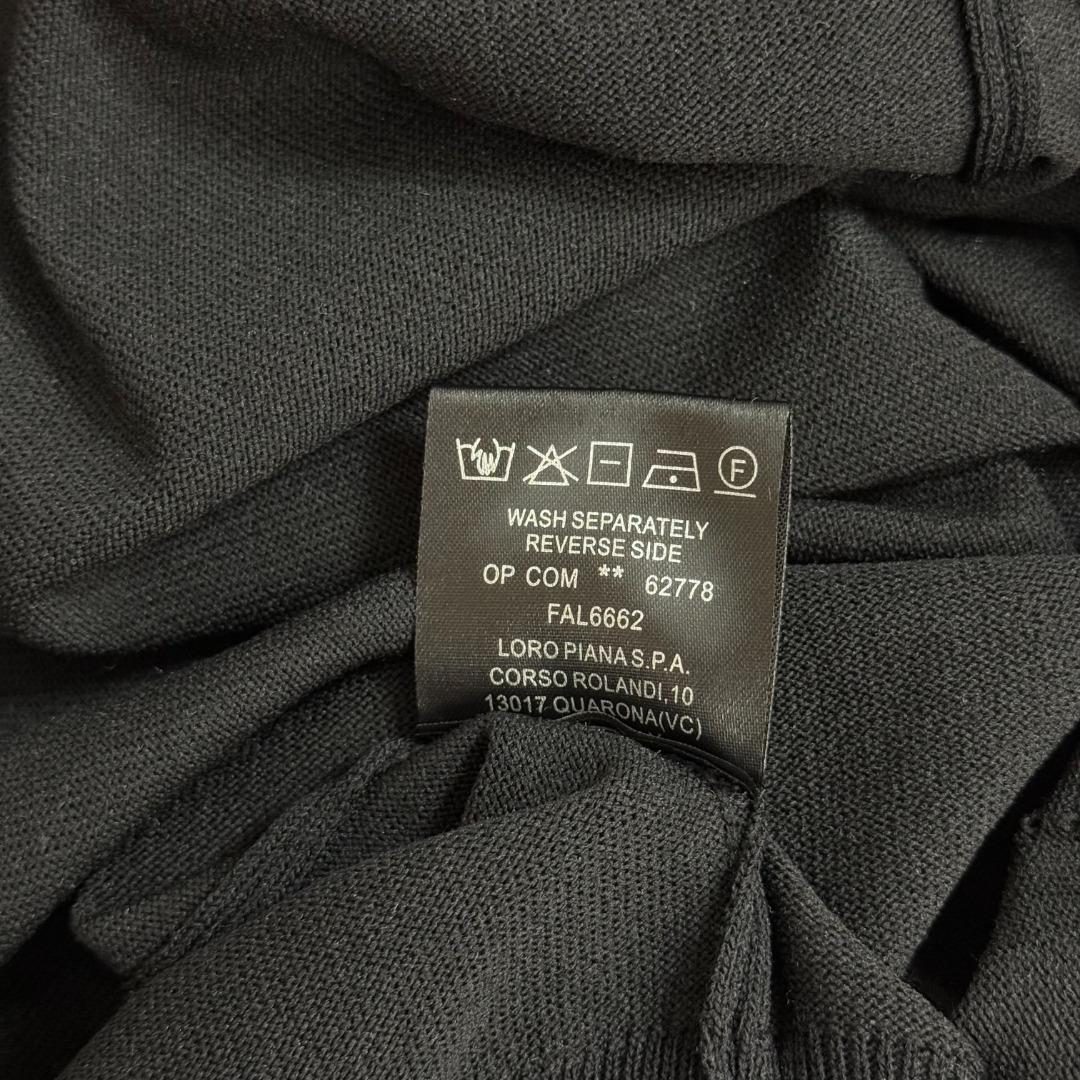 F
WASH SEPARATELY
REVERSE SIDE
OP COM ** 62778
FAL6662
LORO PIANA S.P.A.
CORSO ROLANDI,10
13017 QUARONA(VC)